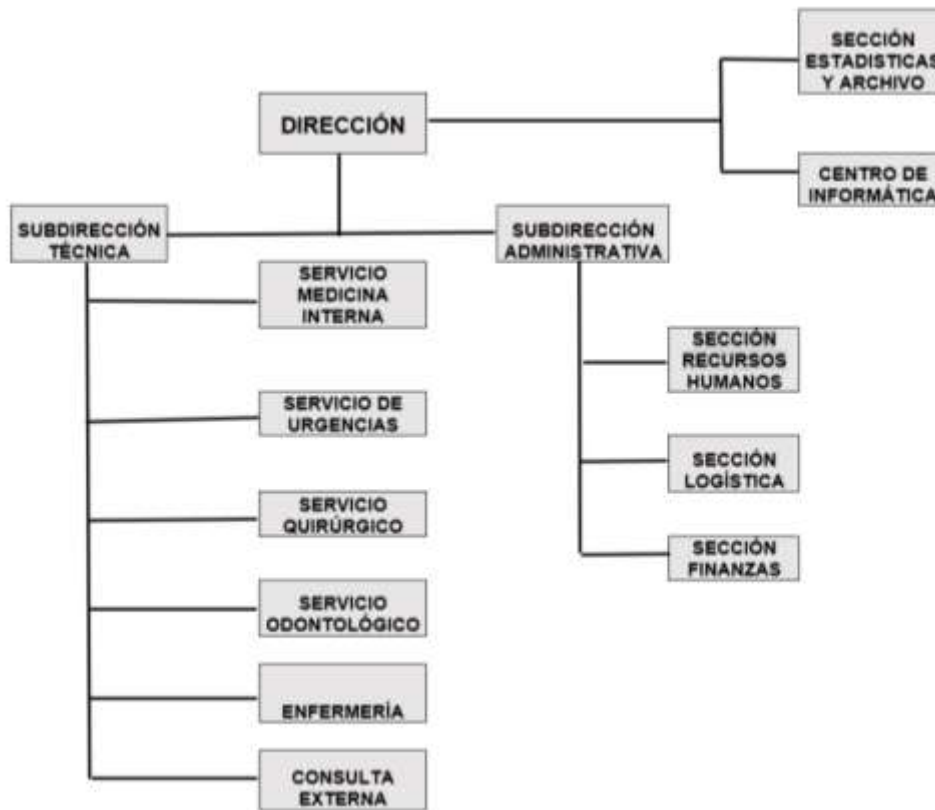 SECCIÓN
ESTADISTICAS
Y ARCHIVO
DIRECCIÓN
CENTRO DE
INFORMÁTICA
SUBDIRECCIÓN
TÉCNICA
SUBDIRECCIÓN
ADMINISTRATIVA
SERVICIO
MEDICINA
INTERNA
SERVICIO DE
URGENCIAS
SERVICIO
QUIRÚRGICO
SERVICIO
ODONTOLÓGICO
ENFERMERÍA
CONSULTA
EXTERNA
SECCIÓN
RECURSOS
HUMANOS
SECCIÓN
LOGÍSTICA
SECCIÓN
FINANZAS